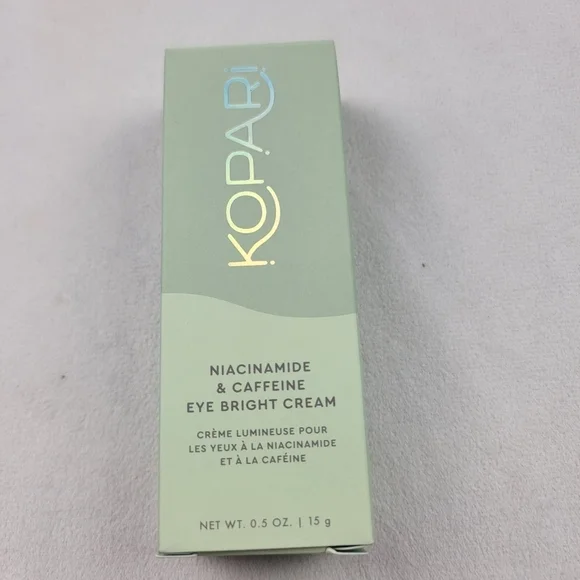 KOPARI
NIACINAMIDE
& CAFFEINE
EYE BRIGHT CREAM
CRÈME LUMINEUSE POUR
LES YEUX À LA NIACINAMIDE
ET À LA CAFÉINE
NET WT. 0.5 OZ. | 15 g